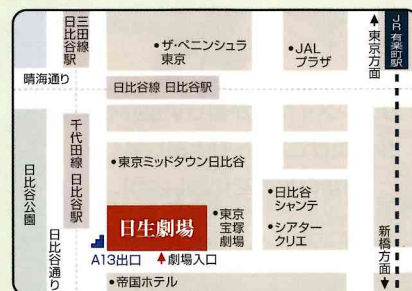 三田線
日比谷駅
•ザ・ペニンシュラ
東京
•JAL
プラザ
↑東京方面
JR有楽町駅
晴海通り
日比谷線 日比谷駅
千代田線 日比谷駅
日比谷公園
•東京ミッドタウン日比谷
日生劇場
•東京
宝塚
劇場
•日比谷
シャンテ
•シアター
クリエ
日比谷通り
A13出口
↑劇場入口
新橋方面↓
•帝国ホテル